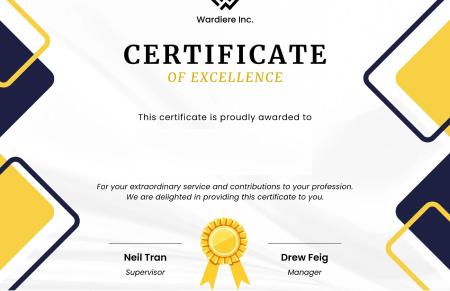 Wardiere Inc.
CERTIFICATE
OF EXCELLENCE
This certificate is proudly awarded to
For your extraordinary service and contributions to your profession.
We are delighted in providing this certificate to you.
Neil Tran
Drew Feig
Supervisor
Manager